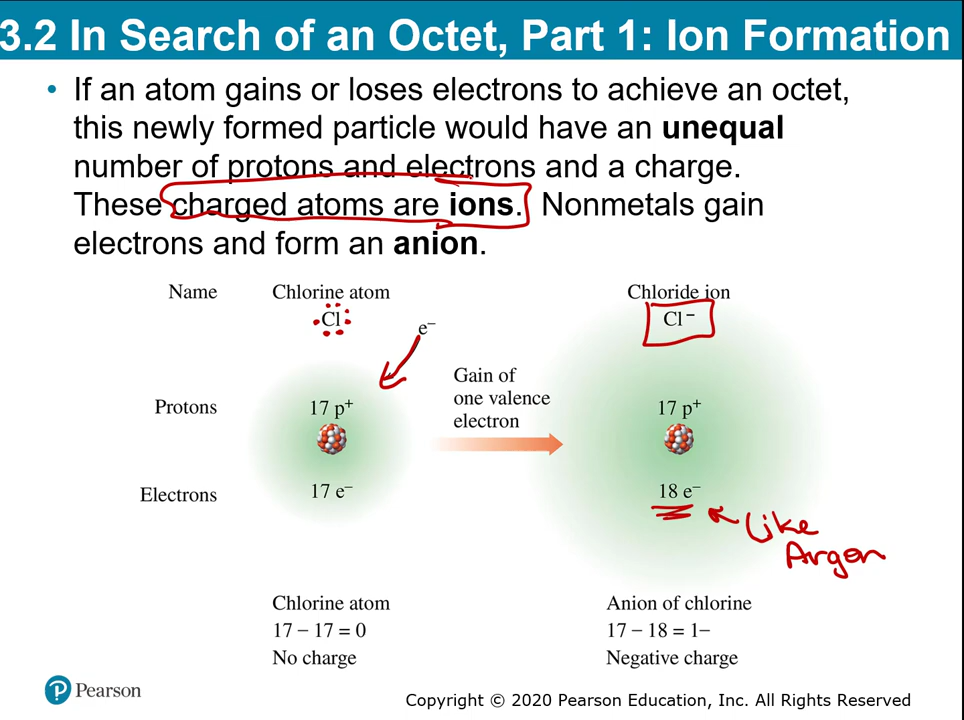 3.2 In Search of an Octet, Part 1: Ion Formation
• If an atom gains or loses electrons to achieve an octet,
this newly formed particle would have an unequal
number of protons and electrons and a charge.
These charged atoms are ions. Nonmetals gain
electrons and form an anion.
Name Chlorine atom Chloride ion
Cl Cl⁻
e⁻
Gain of
one valence
electron
Protons 17 p⁺ 17 p⁺
Electrons 17 e⁻ 18 e⁻
Like
Argon
Chlorine atom Anion of chlorine
17 − 17 = 0 17 − 18 = 1−
No charge Negative charge
P Pearson
Copyright © 2020 Pearson Education, Inc. All Rights Reserved